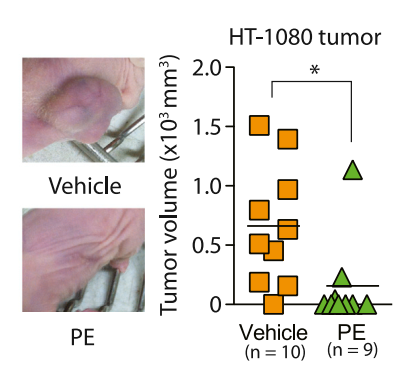 HT-1080 tumor
Tumor volume (x10³ mm³)
2.0
1.5
1.0
0.5
0
*
Vehicle
PE
Vehicle
(n = 10)
PE
(n = 9)